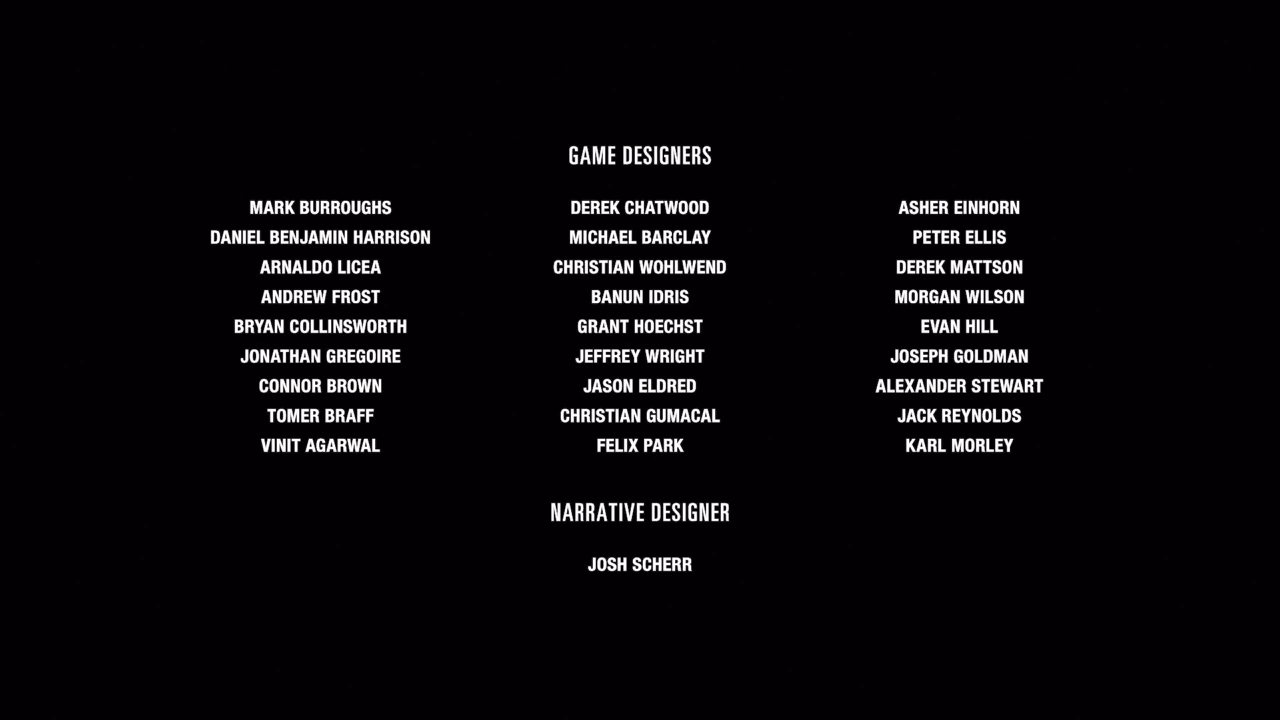 GAME DESIGNERS
MARK BURROUGHS DEREK CHATWOOD ASHER EINHORN
DANIEL BENJAMIN HARRISON MICHAEL BARCLAY PETER ELLIS
ARNALDO LICEA CHRISTIAN WOHLWEND DEREK MATTSON
ANDREW FROST BANUN IDRIS MORGAN WILSON
BRYAN COLLINSWORTH GRANT HOECHST EVAN HILL
JONATHAN GREGOIRE JEFFREY WRIGHT JOSEPH GOLDMAN
CONNOR BROWN JASON ELDRED ALEXANDER STEWART
TOMER BRAFF CHRISTIAN GUMACAL JACK REYNOLDS
VINIT AGARWAL FELIX PARK KARL MORLEY
NARRATIVE DESIGNER
JOSH SCHERR